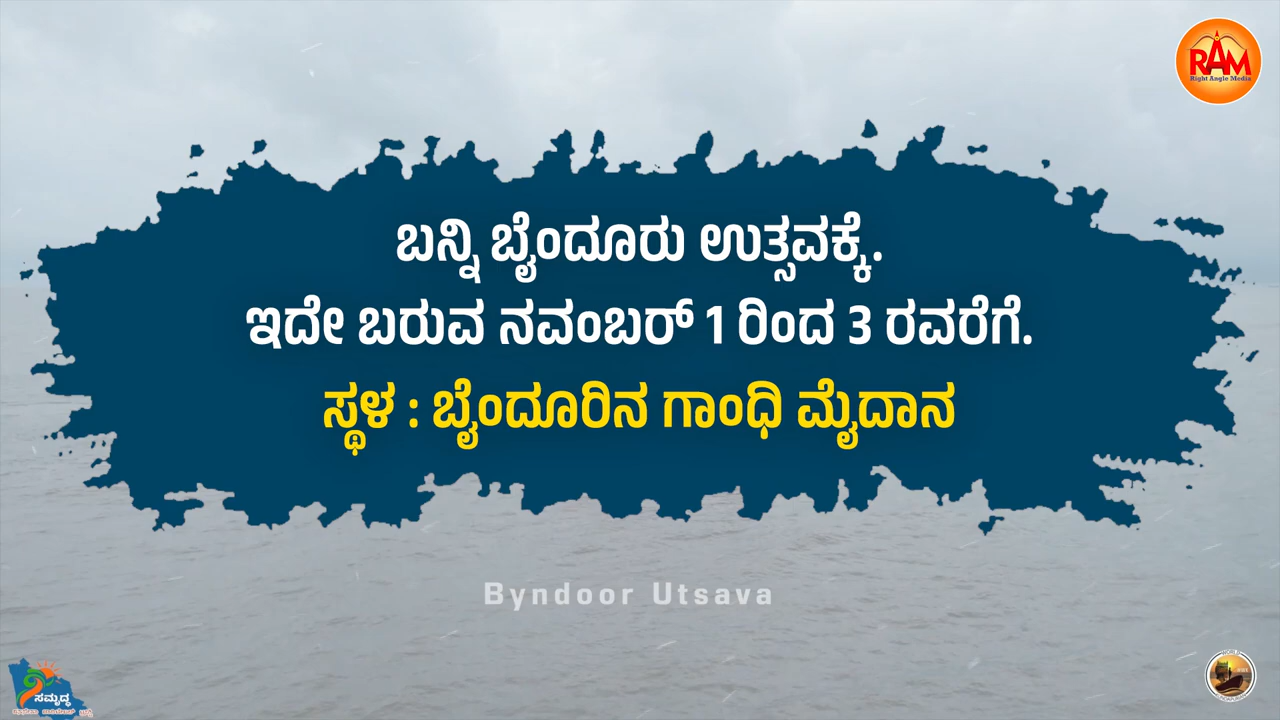 RAM
Right Angle Media
ಬನ್ನಿ ಬೈಂದೂರು ಉತ್ಸವಕ್ಕೆ.
ಇದೇ ಬರುವ ನವಂಬರ್ 1 ರಿಂದ 3 ರವರೆಗೆ.
ಸ್ಥಳ : ಬೈಂದೂರಿನ ಗಾಂಧಿ ಮೈದಾನ
Byndoor Utsava
ಸಮೃದ್ಧ